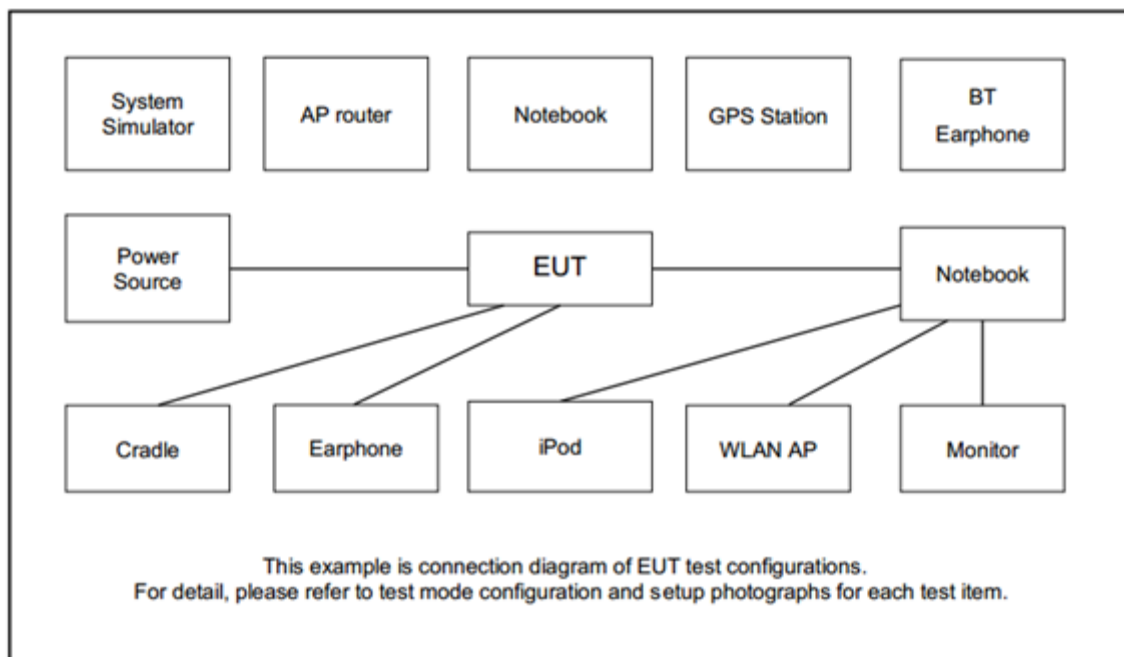 System
Simulator
AP router
Notebook
GPS Station
BT
Earphone
Power
Source
EUT
Notebook
Cradle
Earphone
iPod
WLAN AP
Monitor
This example is connection diagram of EUT test configurations.
For detail, please refer to test mode configuration and setup photographs for each test item.